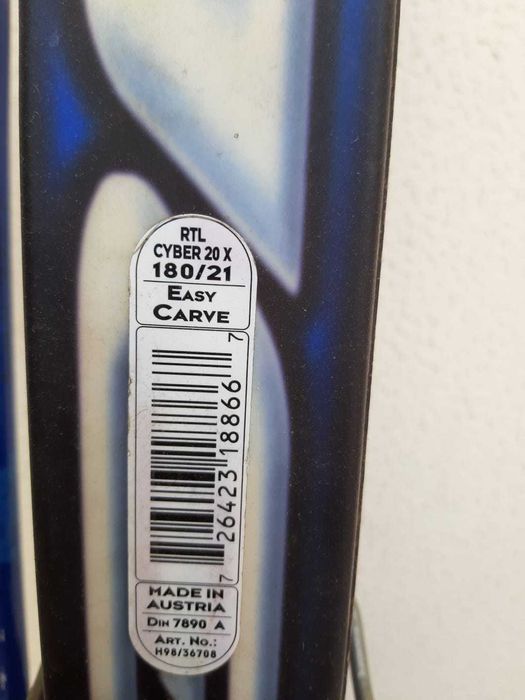 RTL
CYBER 20 X
180/21
EASY
CARVE
7 26423 18866 7
MADE IN
AUSTRIA
DIN 7890 A
ART. NO.:
H98/36708